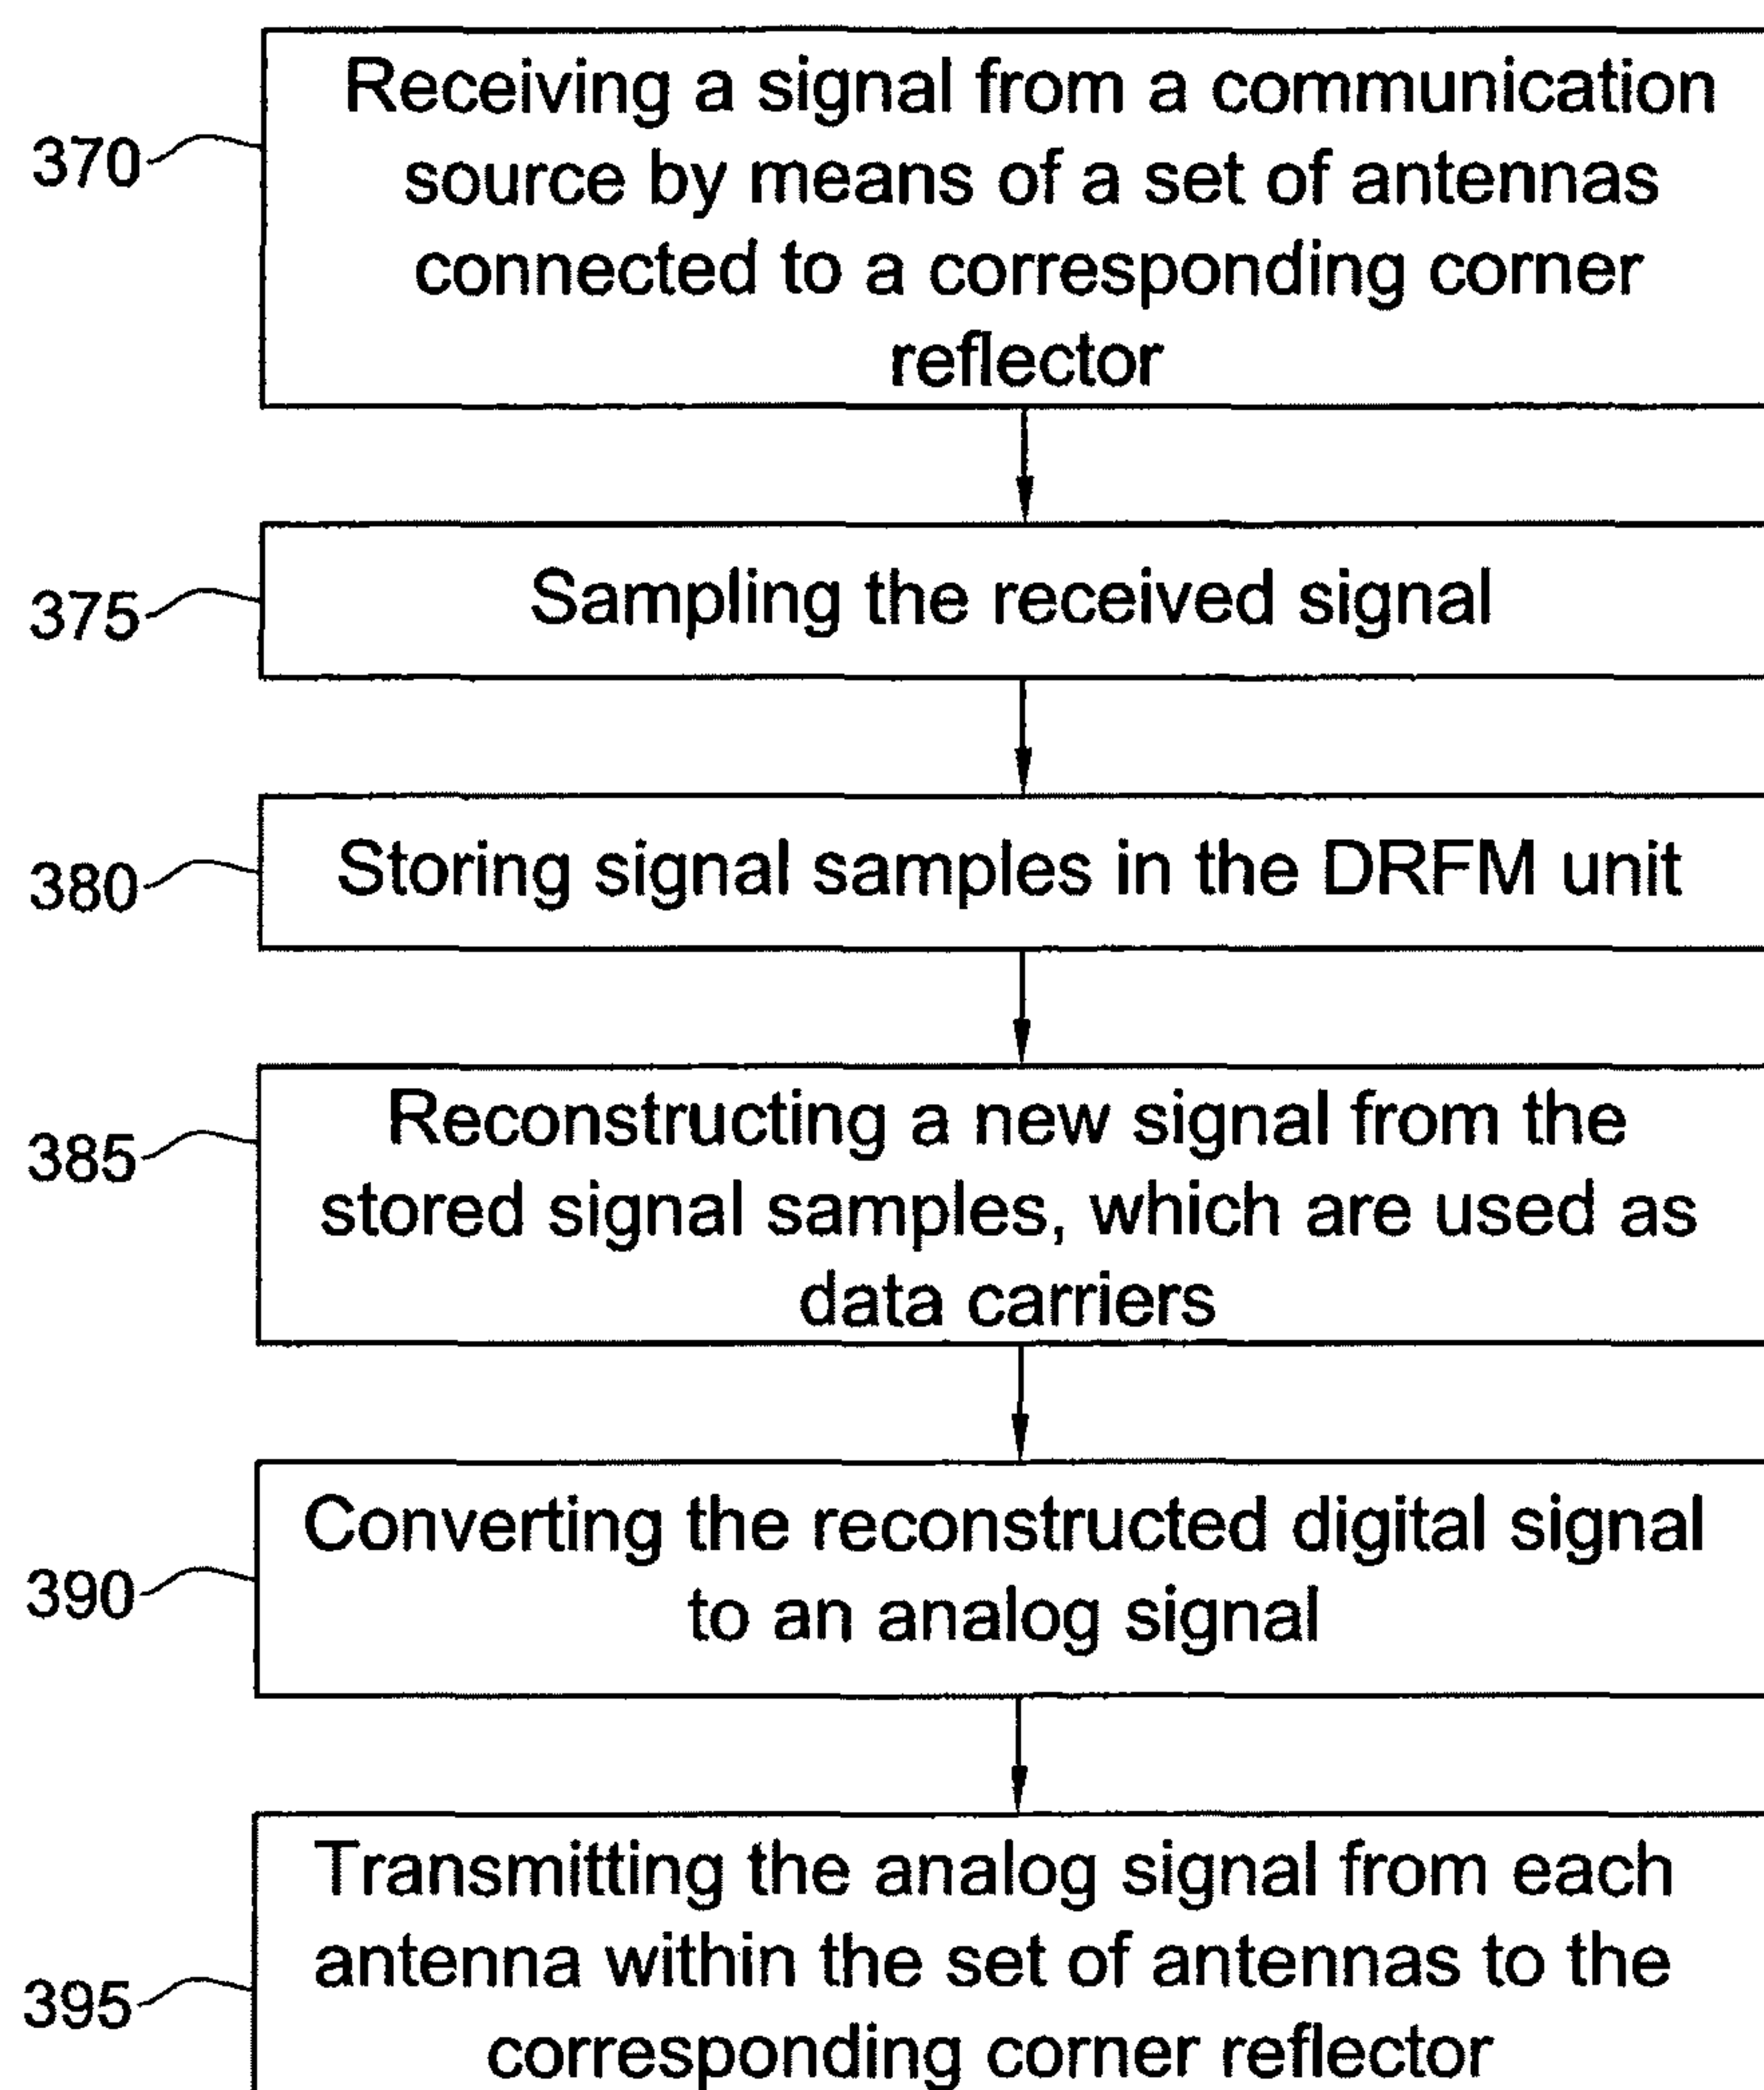 370
Receiving a signal from a communication
source by means of a set of antennas
connected to a corresponding corner
reflector
375
Sampling the received signal
380
Storing signal samples in the DRFM unit
385
Reconstructing a new signal from the
stored signal samples, which are used as
data carriers
390
Converting the reconstructed digital signal
to an analog signal
395
Transmitting the analog signal from each
antenna within the set of antennas to the
corresponding corner reflector